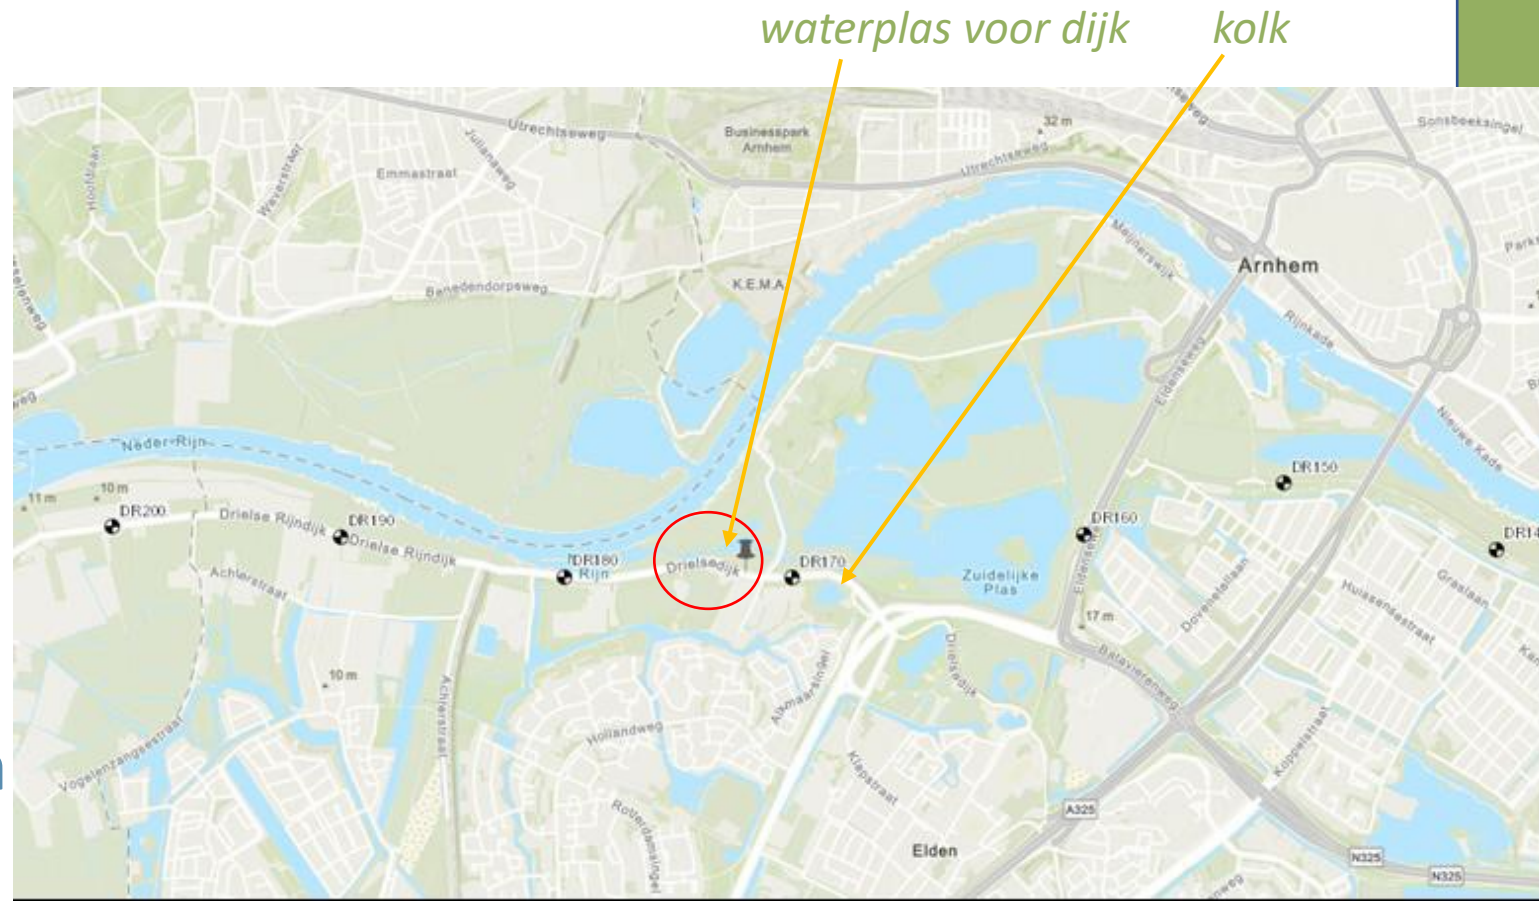 waterplas voor dijk kolk
Utrechtseweg
32 m
Sonsbeeksingel
Businesspark
Arnhem
Hoofdlaan
Waverstraat
Julianaweg
Emmastraat
Utrechtseweg
Meijnerswijk
Arnhem
K.E.M.A.
Benedendorpsweg
Rijnkade
Eldenseweg
Nieuwe Kade
Neder-Rijn
DR150
11 m
10 m
DR200
Drielse Rijndijk
DR190
Drielse Rijndijk
DR180
Rijn
Drielsedijk
DR170
DR160
Eldenseweg
Zuidelijke
Plas
Achterstraat
Dovenetellaan
Graslaan
Huissensestraat
17 m
10 m
Achterstraat
Alkmaarsingel
Drielsedijk
Batavierenweg
Hollandweg
Vogelenzangsestraat
Klapstraat
Koppelstraat
Rotterdamsingel
A325
Elden
N325
N325